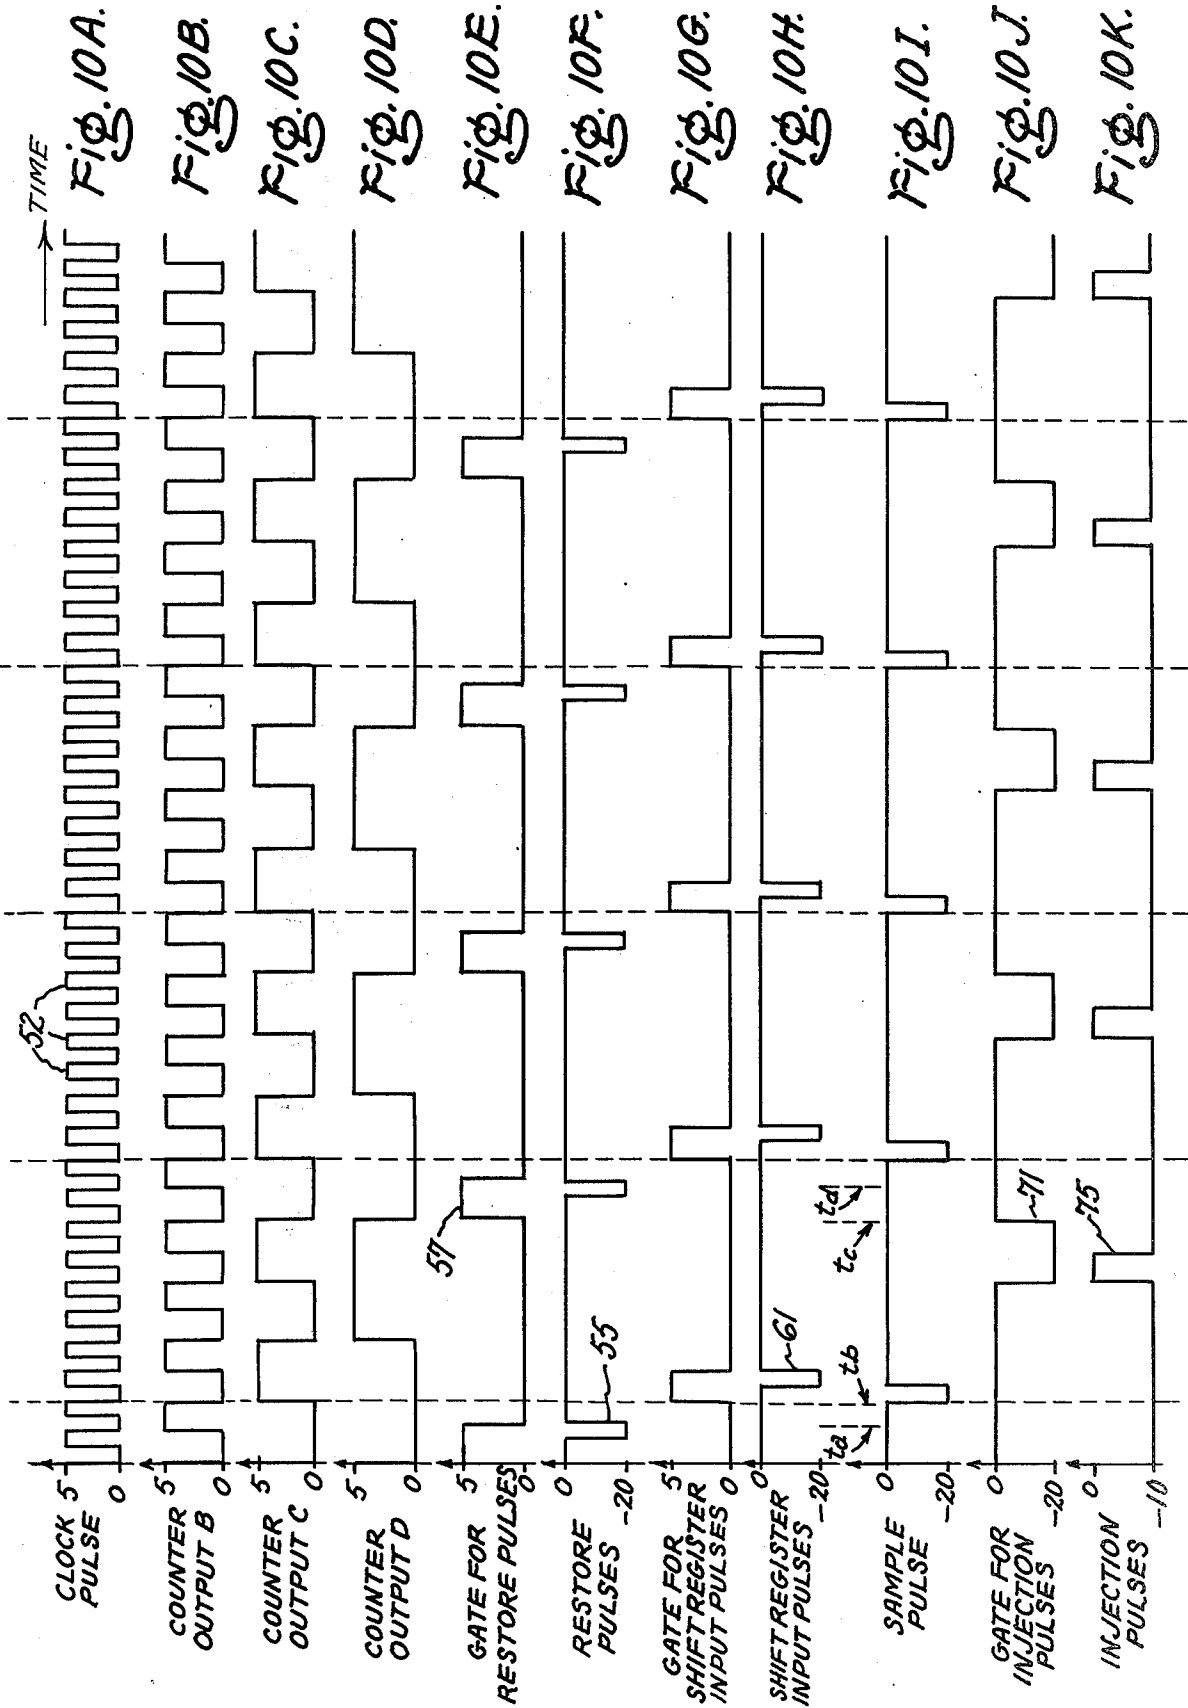 TIME
CLOCK
PULSE
5
0
52
Fig. 10A.
COUNTER
OUTPUT B
5
0
Fig. 10B.
COUNTER
OUTPUT C
5
0
Fig. 10C.
COUNTER
OUTPUT D
5
0
Fig. 10D.
GATE FOR
RESTORE PULSES
5
0
57
Fig. 10E.
RESTORE
PULSES
0
-20
55
Fig. 10F.
GATE FOR
SHIFT REGISTER
INPUT PULSES
5
0
Fig. 10G.
SHIFT REGISTER
INPUT PULSES
0
-20
61
Fig. 10H.
ta
tb
tc
td
SAMPLE
PULSE
0
-20
Fig. 10I.
GATE FOR
INJECTION
PULSES
0
-20
71
Fig. 10J.
INJECTION
PULSES
0
-10
75
Fig. 10K.